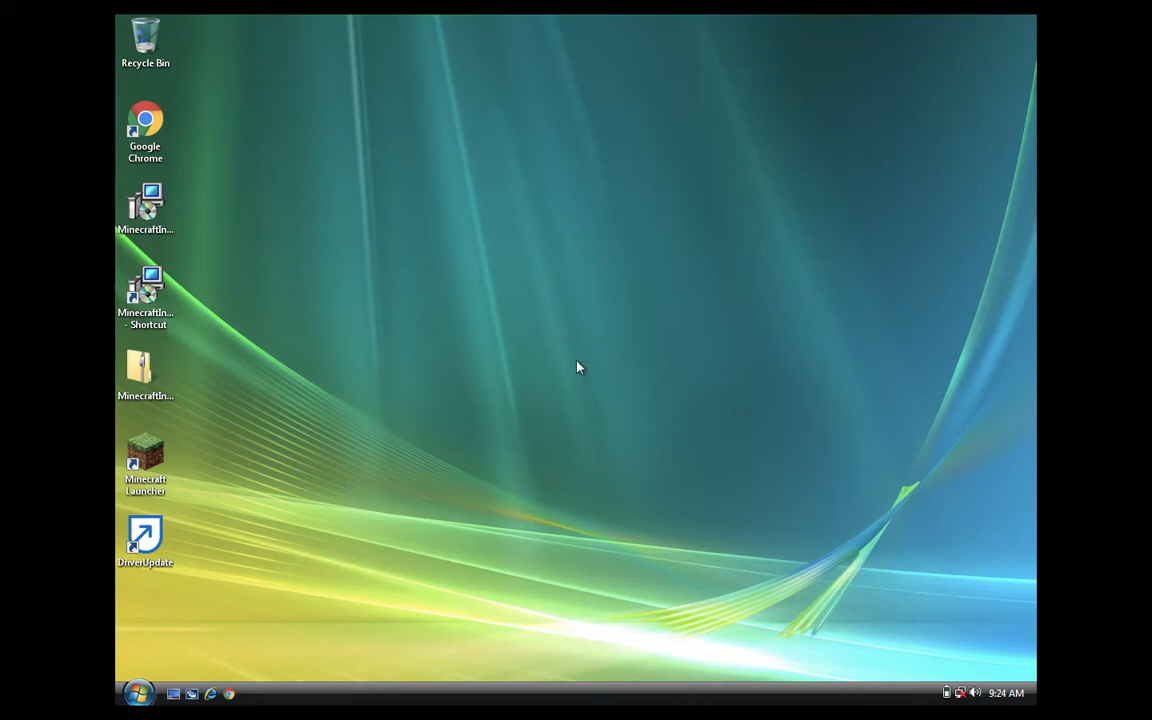 Recycle Bin
Google
Chrome
MinecraftIn...
MinecraftIn...
- Shortcut
MinecraftIn...
Minecraft
Launcher
DriverUpdate
9:24 AM